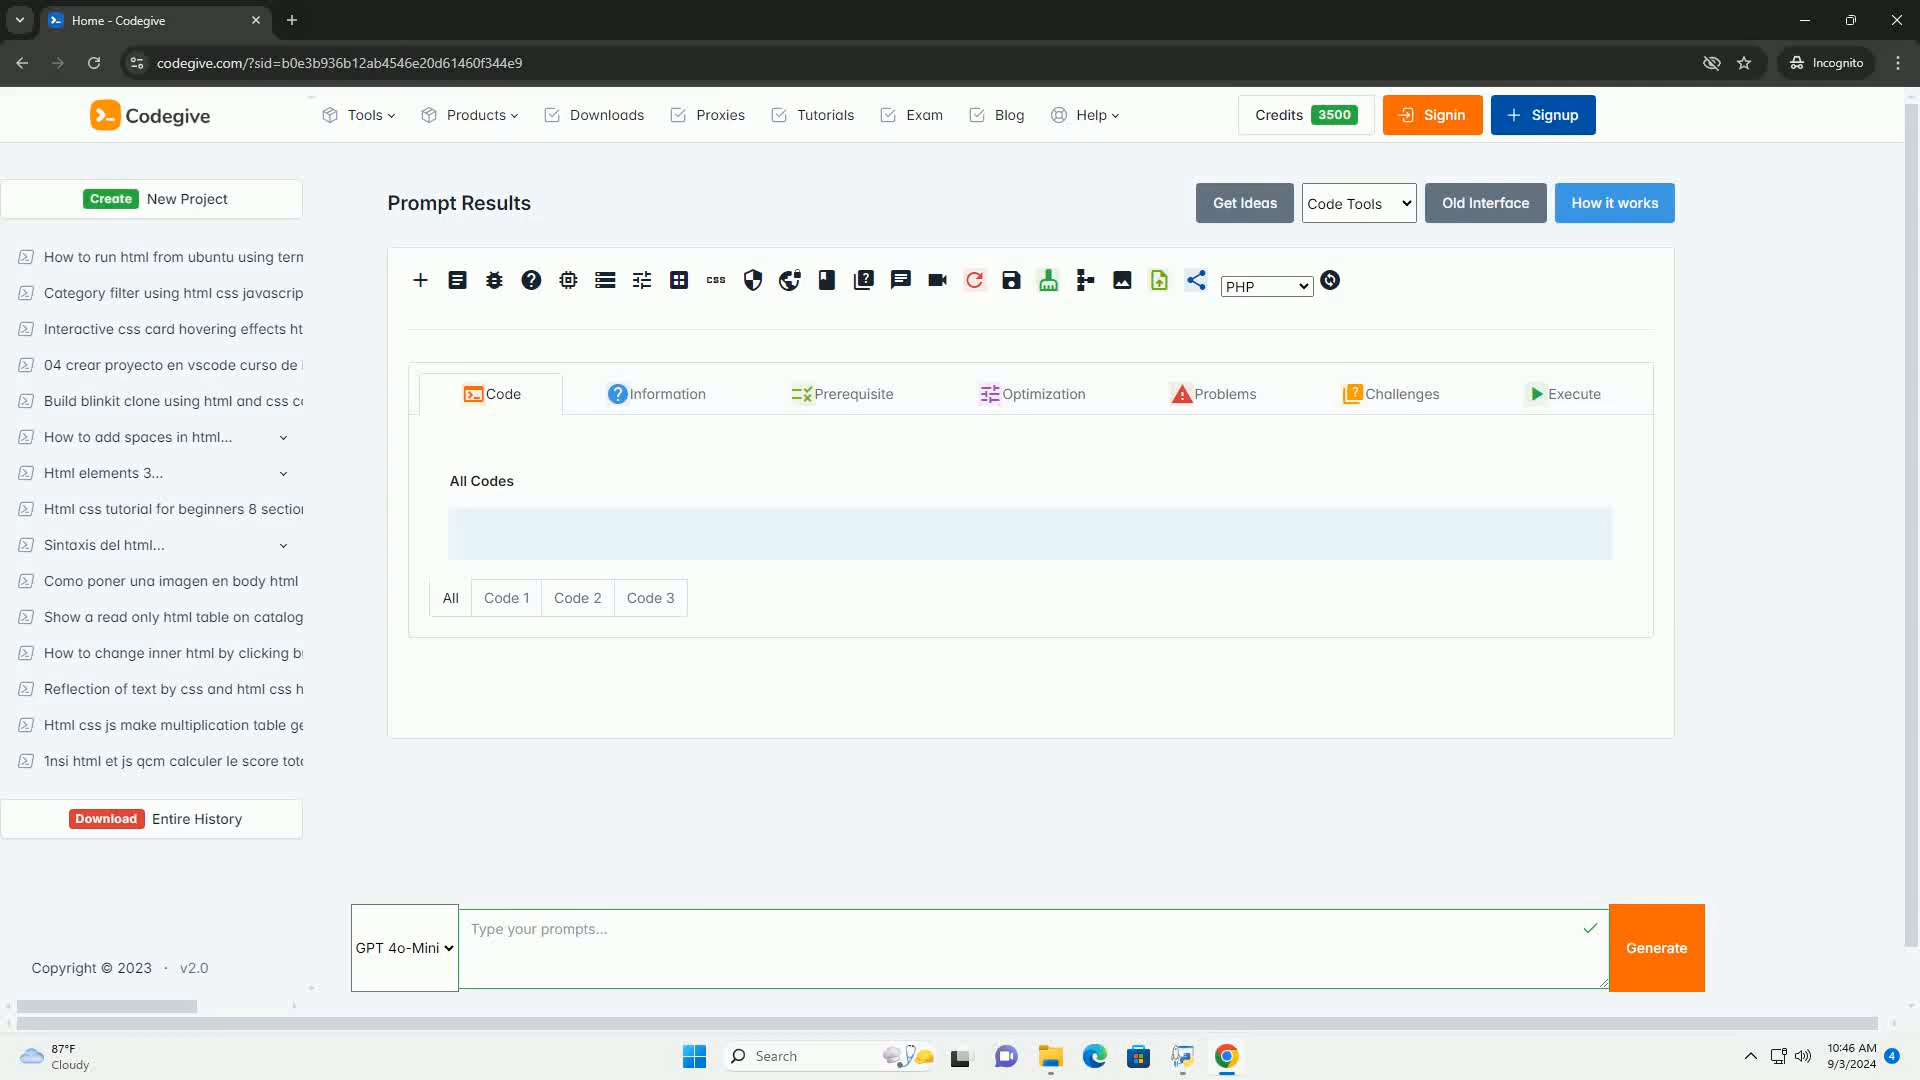 Home - Codegive
codegive.com/?sid=b0e3b936b12ab4546e20d61460f344e9
Incognito
Codegive
Tools
Products
Downloads
Proxies
Tutorials
Exam
Blog
Help
Credits 3500
Signin
Signup
Create New Project
How to run html from ubuntu using tern
Category filter using html css javascrip
Interactive css card hovering effects ht
04 crear proyecto en vscode curso de
Build blinkit clone using html and css cc
How to add spaces in html...
Html elements 3...
Html css tutorial for beginners 8 section
Sintaxis del html...
Como poner una imagen en body html
Show a read only html table on catalog
How to change inner html by clicking bu
Reflection of text by css and html css h
Html css js make multiplication table ge
1nsi html et js qcm calculer le score toto
Download Entire History
Copyright © 2023 · v2.0
Prompt Results
Get Ideas
Code Tools
Old Interface
How it works
css
PHP
Code
Information
Prerequisite
Optimization
Problems
Challenges
Execute
All Codes
All
Code 1
Code 2
Code 3
GPT 4o-Mini
Type your prompts...
Generate
87°F
Cloudy
Search
10:46 AM
9/3/2024
4